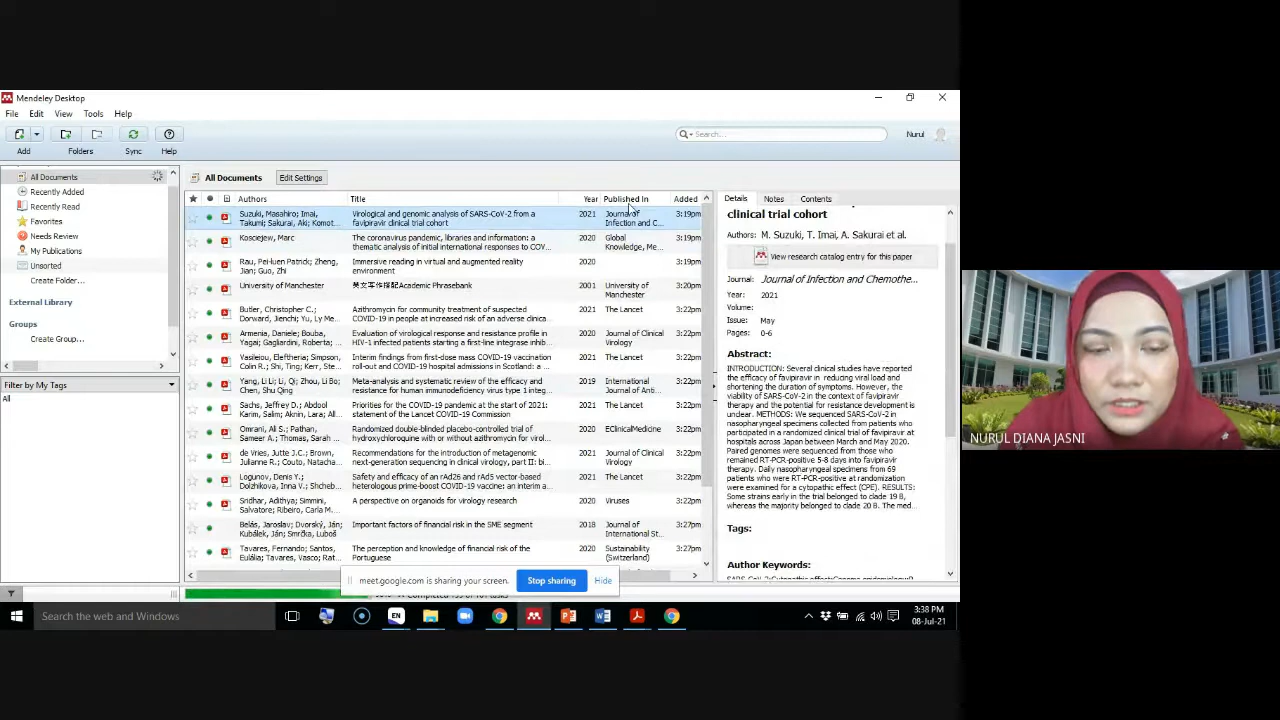 Mendeley Desktop
File Edit View Tools Help
Search...
Nurul
Add Folders Sync Help
All Documents
Recently Added
Recently Read
Favorites
Needs Review
My Publications
Unsorted
Create Folder...
External Library
Groups
Create Group...
Filter by My Tags
All
All Documents Edit Settings
Authors Title Year Published In Added
Suzuki, Masahiro; Imai, Virological and genomic analysis of SARS-CoV-2 from a 2021 Journal of 3:19pm
Takumi; Sakurai, Aki; Komot... favipiravir clinical trial cohort Infection and C...
Kosciejew, Marc The coronavirus pandemic, libraries and information: a 2020 Global 3:19pm
thematic analysis of initial international responses to COV... Knowledge, Me...
Rau, Pei-luen Patrick; Zheng, Immersive reading in virtual and augmented reality 2020 3:19pm
Jian; Guo, Zhi environment
University of Manchester 英文写作搭配Academic Phrasebank 2001 University of 3:20pm
Manchester
Butler, Christopher C.; Azithromycin for community treatment of suspected 2021 The Lancet 3:22pm
Dorward, Jienchi; Yu, Ly Me... COVID-19 in people at increased risk of an adverse clini...
Armenia, Daniele; Bouba, Evaluation of virological response and resistance profile in 2020 Journal of Clinical 3:22pm
Yagai; Gagliardini, Roberta; ... HIV-1 infected patients starting a first-line integrase inhib... Virology
Vasileiou, Eleftheria; Simpson, Interim findings from first-dose mass COVID-19 vaccination 2021 The Lancet 3:22pm
Colin R.; Shi, Ting; Kerr, Ste... roll-out and COVID-19 hospital admissions in Scotland: a ...
Yang, Li Li; Li, Qi; Zhou, Li Bo; Meta-analysis and systematic review of the efficacy and 2019 International 3:22pm
Chen, Shu Qing resistance for human immunodeficiency virus type 1 integ... Journal of Anti...
Sachs, Jeffrey D.; Abdool Priorities for the COVID-19 pandemic at the start of 2021: 2021 The Lancet 3:22pm
Karim, Salim; Aknin, Lara; All... statement of the Lancet COVID-19 Commission
Omrani, Ali S.; Pathan, Randomized double-blinded placebo-controlled trial of 2020 EClinicalMedicine 3:22pm
Sameer A.; Thomas, Sarah ... hydroxychloroquine with or without azithromycin for virol...
de Vries, Jutte J.C.; Brown, Recommendations for the introduction of metagenomic 2021 Journal of Clinical 3:22pm
Julianne R.; Couto, Natacha... next-generation sequencing in clinical virology, part II: bi... Virology
Logunov, Denis Y.; Safety and efficacy of an rAd26 and rAd5 vector-based 2021 The Lancet 3:22pm
Dolzhikova, Inna V.; Shcheb... heterologous prime-boost COVID-19 vaccine: an interim a...
Sridhar, Adithya; Simmini, A perspective on organoids for virology research 2020 Viruses 3:22pm
Salvatore; Ribeiro, Carla M...
Belás, Jaroslav; Dvorský, Ján; Important factors of financial risk in the SME segment 2018 Journal of 3:27pm
Kubálek, Ján; Smrčka, Luboš International St...
Tavares, Fernando; Santos, The perception and knowledge of financial risk of the 2020 Sustainability 3:27pm
Eulália; Tavares, Vasco; Rat... Portuguese (Switzerland)
Details Notes Contents
clinical trial cohort
Authors: M. Suzuki, T. Imai, A. Sakurai et al.
View research catalog entry for this paper
Journal: Journal of Infection and Chemothe...
Year: 2021
Volume:
Issue: May
Pages: 0-6
Abstract:
INTRODUCTION: Several clinical studies have reported
the efficacy of favipiravir in reducing viral load and
shortening the duration of symptoms. However, the
viability of SARS-CoV-2 in the context of favipiravir
therapy and the potential for resistance development is
unclear. METHODS: We sequenced SARS-CoV-2 in
nasopharyngeal specimens collected from patients who
participated in a randomized clinical trial of favipiravir at
hospitals across Japan between March and May 2020.
Paired genomes were sequenced from those who
remained RT-PCR-positive 5-8 days into favipiravir
therapy. Daily nasopharyngeal specimens from 69
patients who were RT-PCR-positive at randomization
were examined for a cytopathic effect (CPE). RESULTS:
Some strains early in the trial belonged to clade 19 B,
whereas the majority belonged to clade 20 B. The med...
Tags:
Author Keywords:
meet.google.com is sharing your screen. Stop sharing Hide
Search the web and Windows
EN
3:38 PM
08-Jul-21
NURUL DIANA JASNI